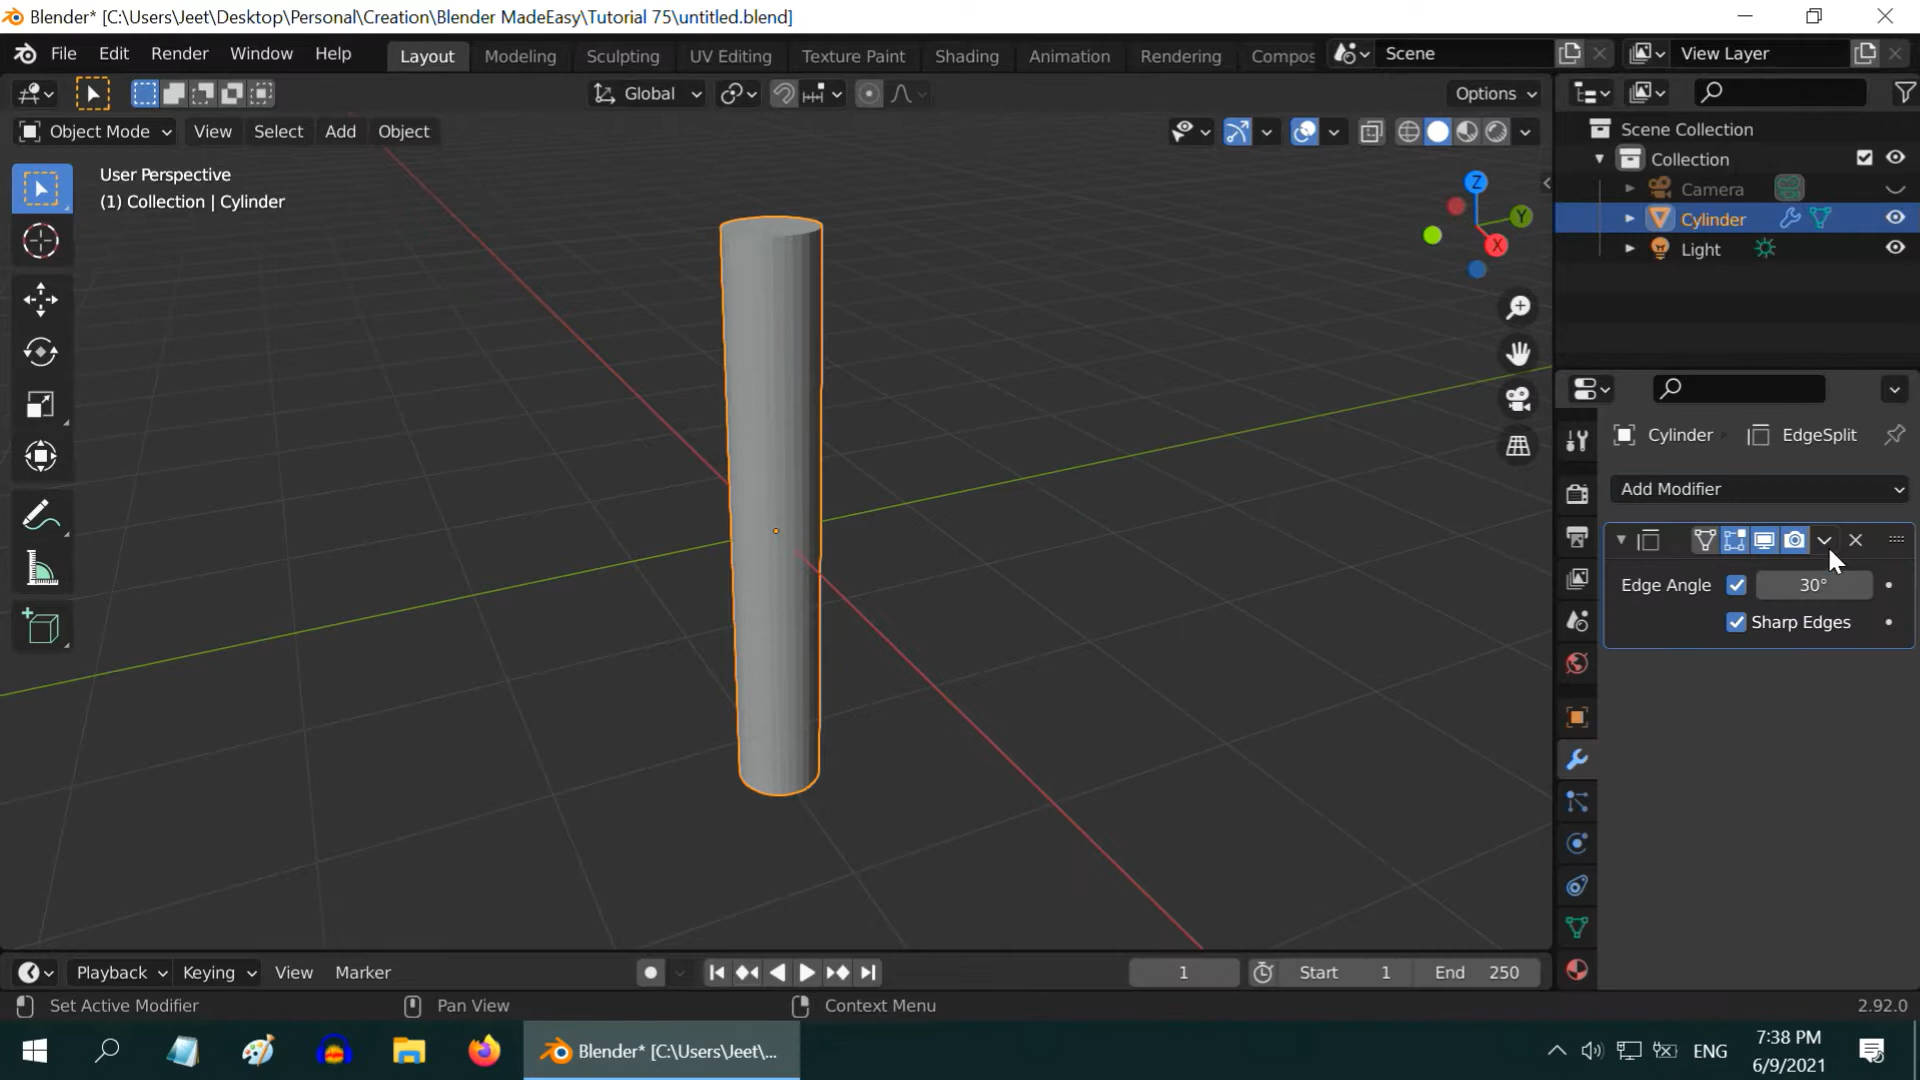 Blender* [C:\Users\Jeet\Desktop\Personal\Creation\Blender MadeEasy\Tutorial 75\untitled.blend]
File Edit Render Window Help Layout Modeling Sculpting UV Editing Texture Paint Shading Animation Rendering Compos Scene View Layer
Global Options
Object Mode View Select Add Object
Scene Collection
Collection
Camera
Cylinder
Light
User Perspective
(1) Collection | Cylinder
Z
Y
X
Cylinder EdgeSplit
Add Modifier
Edge Angle 30°
Sharp Edges
Playback Keying View Marker 1 Start 1 End 250
Set Active Modifier Pan View Context Menu 2.92.0
Blender* [C:\Users\Jeet\...
ENG
7:38 PM
6/9/2021